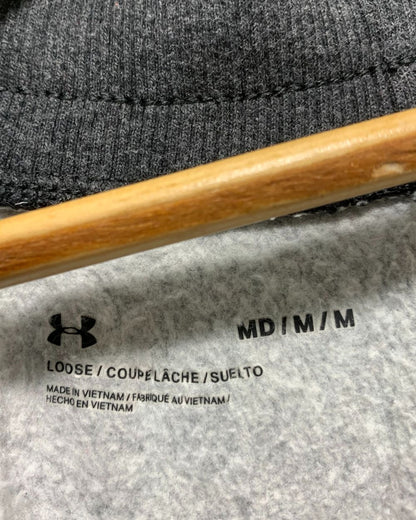 MD / M / M
LOOSE / COUPE LÂCHE / SUELTO
MADE IN VIETNAM / FABRIQUÉ AU VIETNAM /
HECHO EN VIETNAM